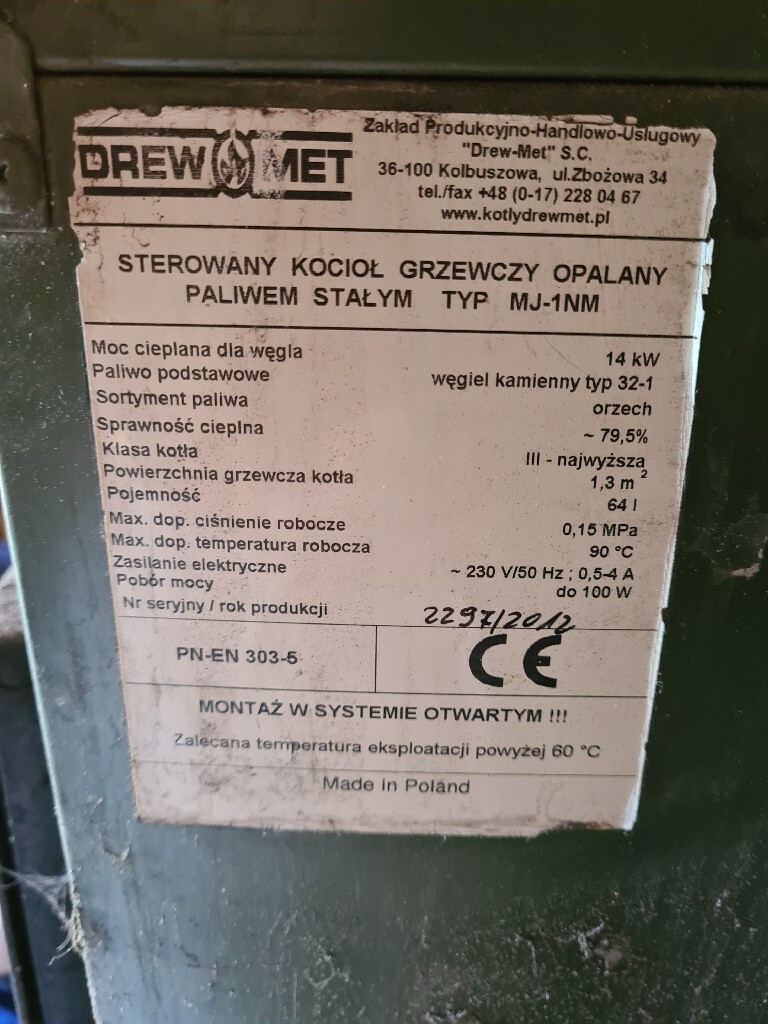 DREW MET
Zakład Produkcyjno-Handlowo-Usługowy
"Drew-Met" S.C.
36-100 Kolbuszowa, ul.Zbożowa 34
tel./fax +48 (0-17) 228 04 67
www.kotlydrewmet.pl
STEROWANY KOCIOŁ GRZEWCZY OPALANY
PALIWEM STAŁYM TYP MJ-1NM
Moc cieplana dla węgla 14 kW
Paliwo podstawowe węgiel kamienny typ 32-1
Sortyment paliwa orzech
Sprawność cieplna ~ 79,5%
Klasa kotła III - najwyższa
Powierzchnia grzewcza kotła 1,3 m²
Pojemność 64 l
Max. dop. ciśnienie robocze 0,15 MPa
Max. dop. temperatura robocza 90 °C
Zasilanie elektryczne ~ 230 V/50 Hz ; 0,5-4 A
Pobór mocy do 100 W
Nr seryjny / rok produkcji 2297/2012
PN-EN 303-5 CE
MONTAŻ W SYSTEMIE OTWARTYM !!!
Zalecana temperatura eksploatacji powyżej 60 °C
Made in Poland